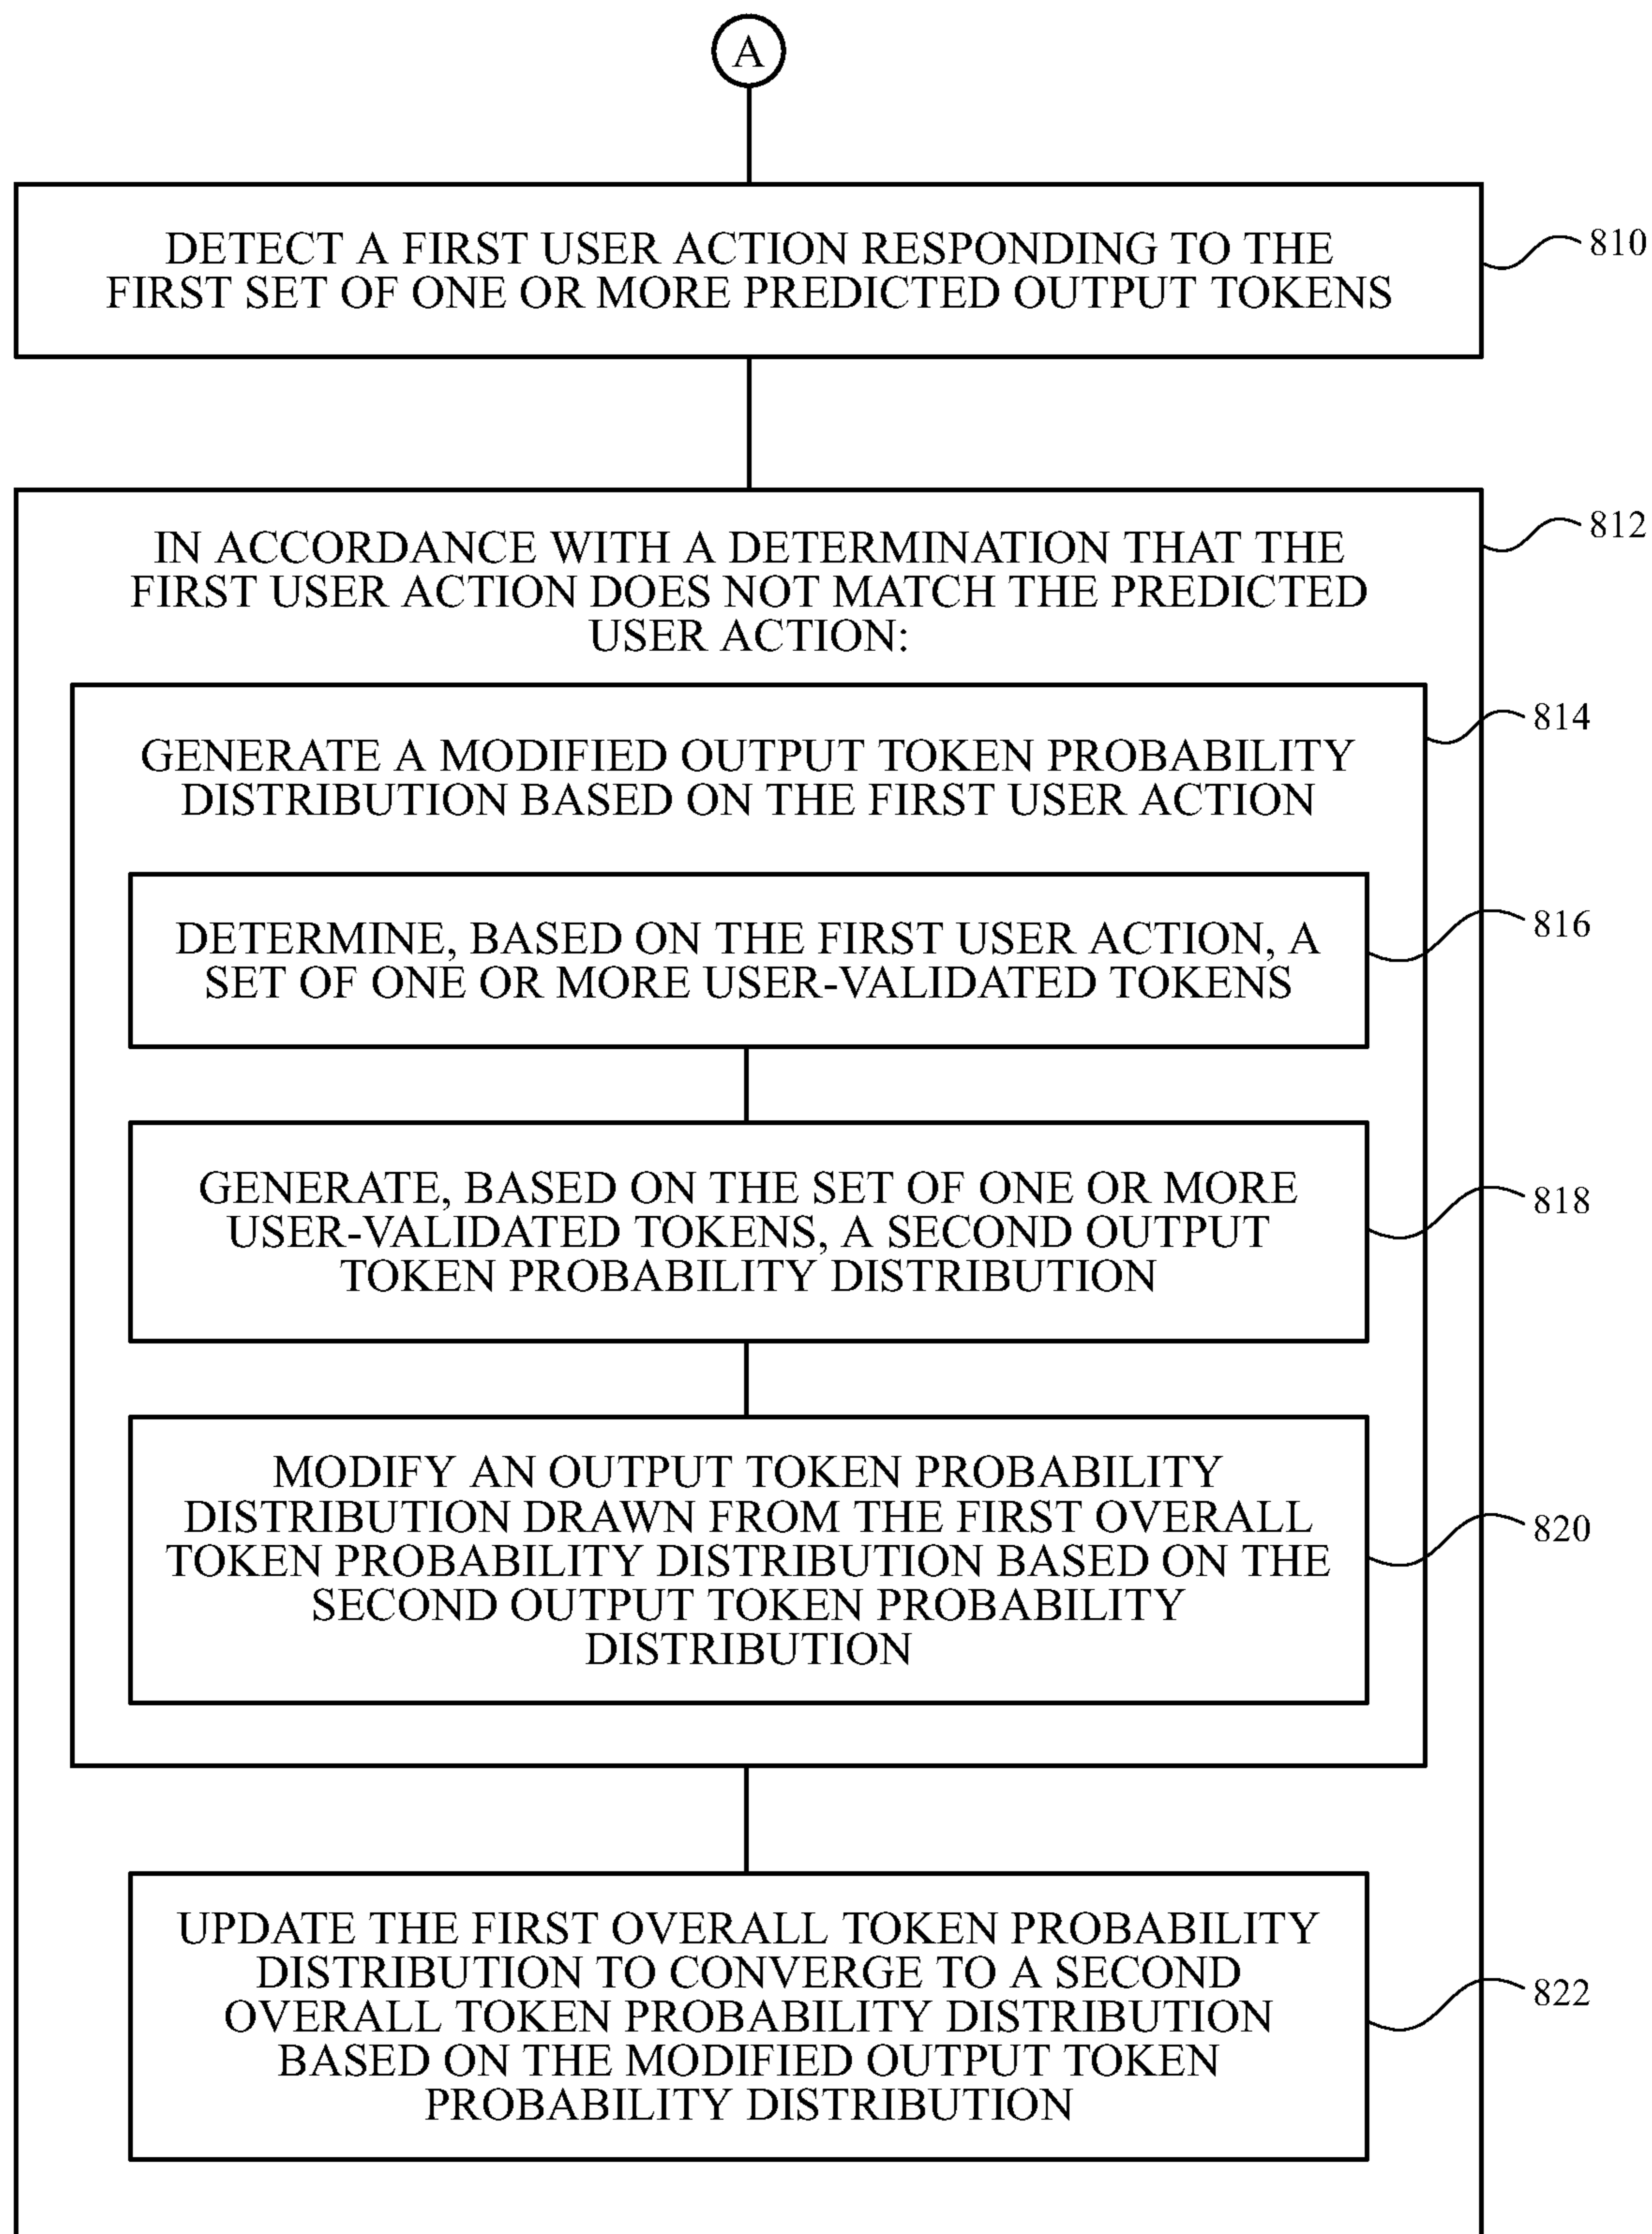 A
DETECT A FIRST USER ACTION RESPONDING TO THE
FIRST SET OF ONE OR MORE PREDICTED OUTPUT TOKENS
810
IN ACCORDANCE WITH A DETERMINATION THAT THE
FIRST USER ACTION DOES NOT MATCH THE PREDICTED
USER ACTION:
812
GENERATE A MODIFIED OUTPUT TOKEN PROBABILITY
DISTRIBUTION BASED ON THE FIRST USER ACTION
814
DETERMINE, BASED ON THE FIRST USER ACTION, A
SET OF ONE OR MORE USER-VALIDATED TOKENS
816
GENERATE, BASED ON THE SET OF ONE OR MORE
USER-VALIDATED TOKENS, A SECOND OUTPUT
TOKEN PROBABILITY DISTRIBUTION
818
MODIFY AN OUTPUT TOKEN PROBABILITY
DISTRIBUTION DRAWN FROM THE FIRST OVERALL
TOKEN PROBABILITY DISTRIBUTION BASED ON THE
SECOND OUTPUT TOKEN PROBABILITY
DISTRIBUTION
820
UPDATE THE FIRST OVERALL TOKEN PROBABILITY
DISTRIBUTION TO CONVERGE TO A SECOND
OVERALL TOKEN PROBABILITY DISTRIBUTION
BASED ON THE MODIFIED OUTPUT TOKEN
PROBABILITY DISTRIBUTION
822